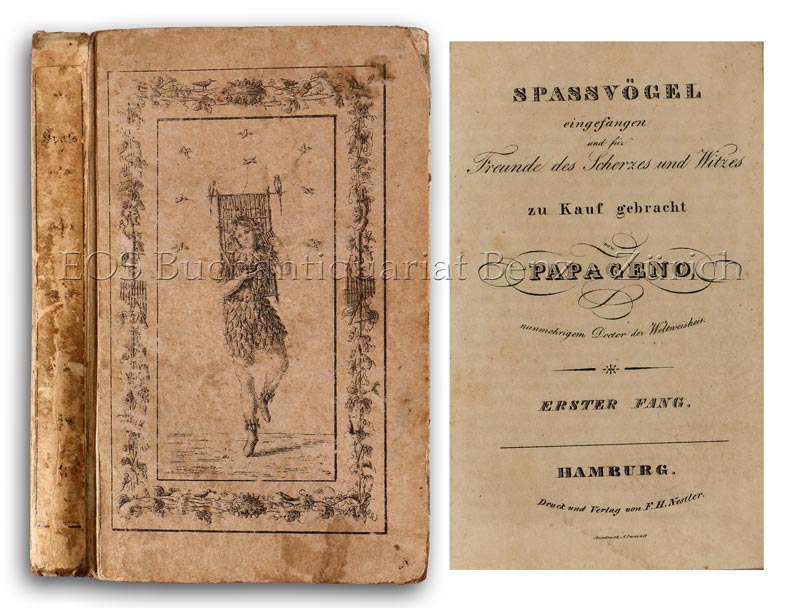 SPASSVÖGEL
eingefangen
und für
Freunde des Scherzes und Witzes
zu Kauf gebracht
von
PAPAGENO,
nunmehrigem Doctor der Weltweisheit.
ERSTER FANG.
HAMBURG.
Druck und Verlag von F. H. Nestler.
EOS Buchantiquariat Benz, Zürich